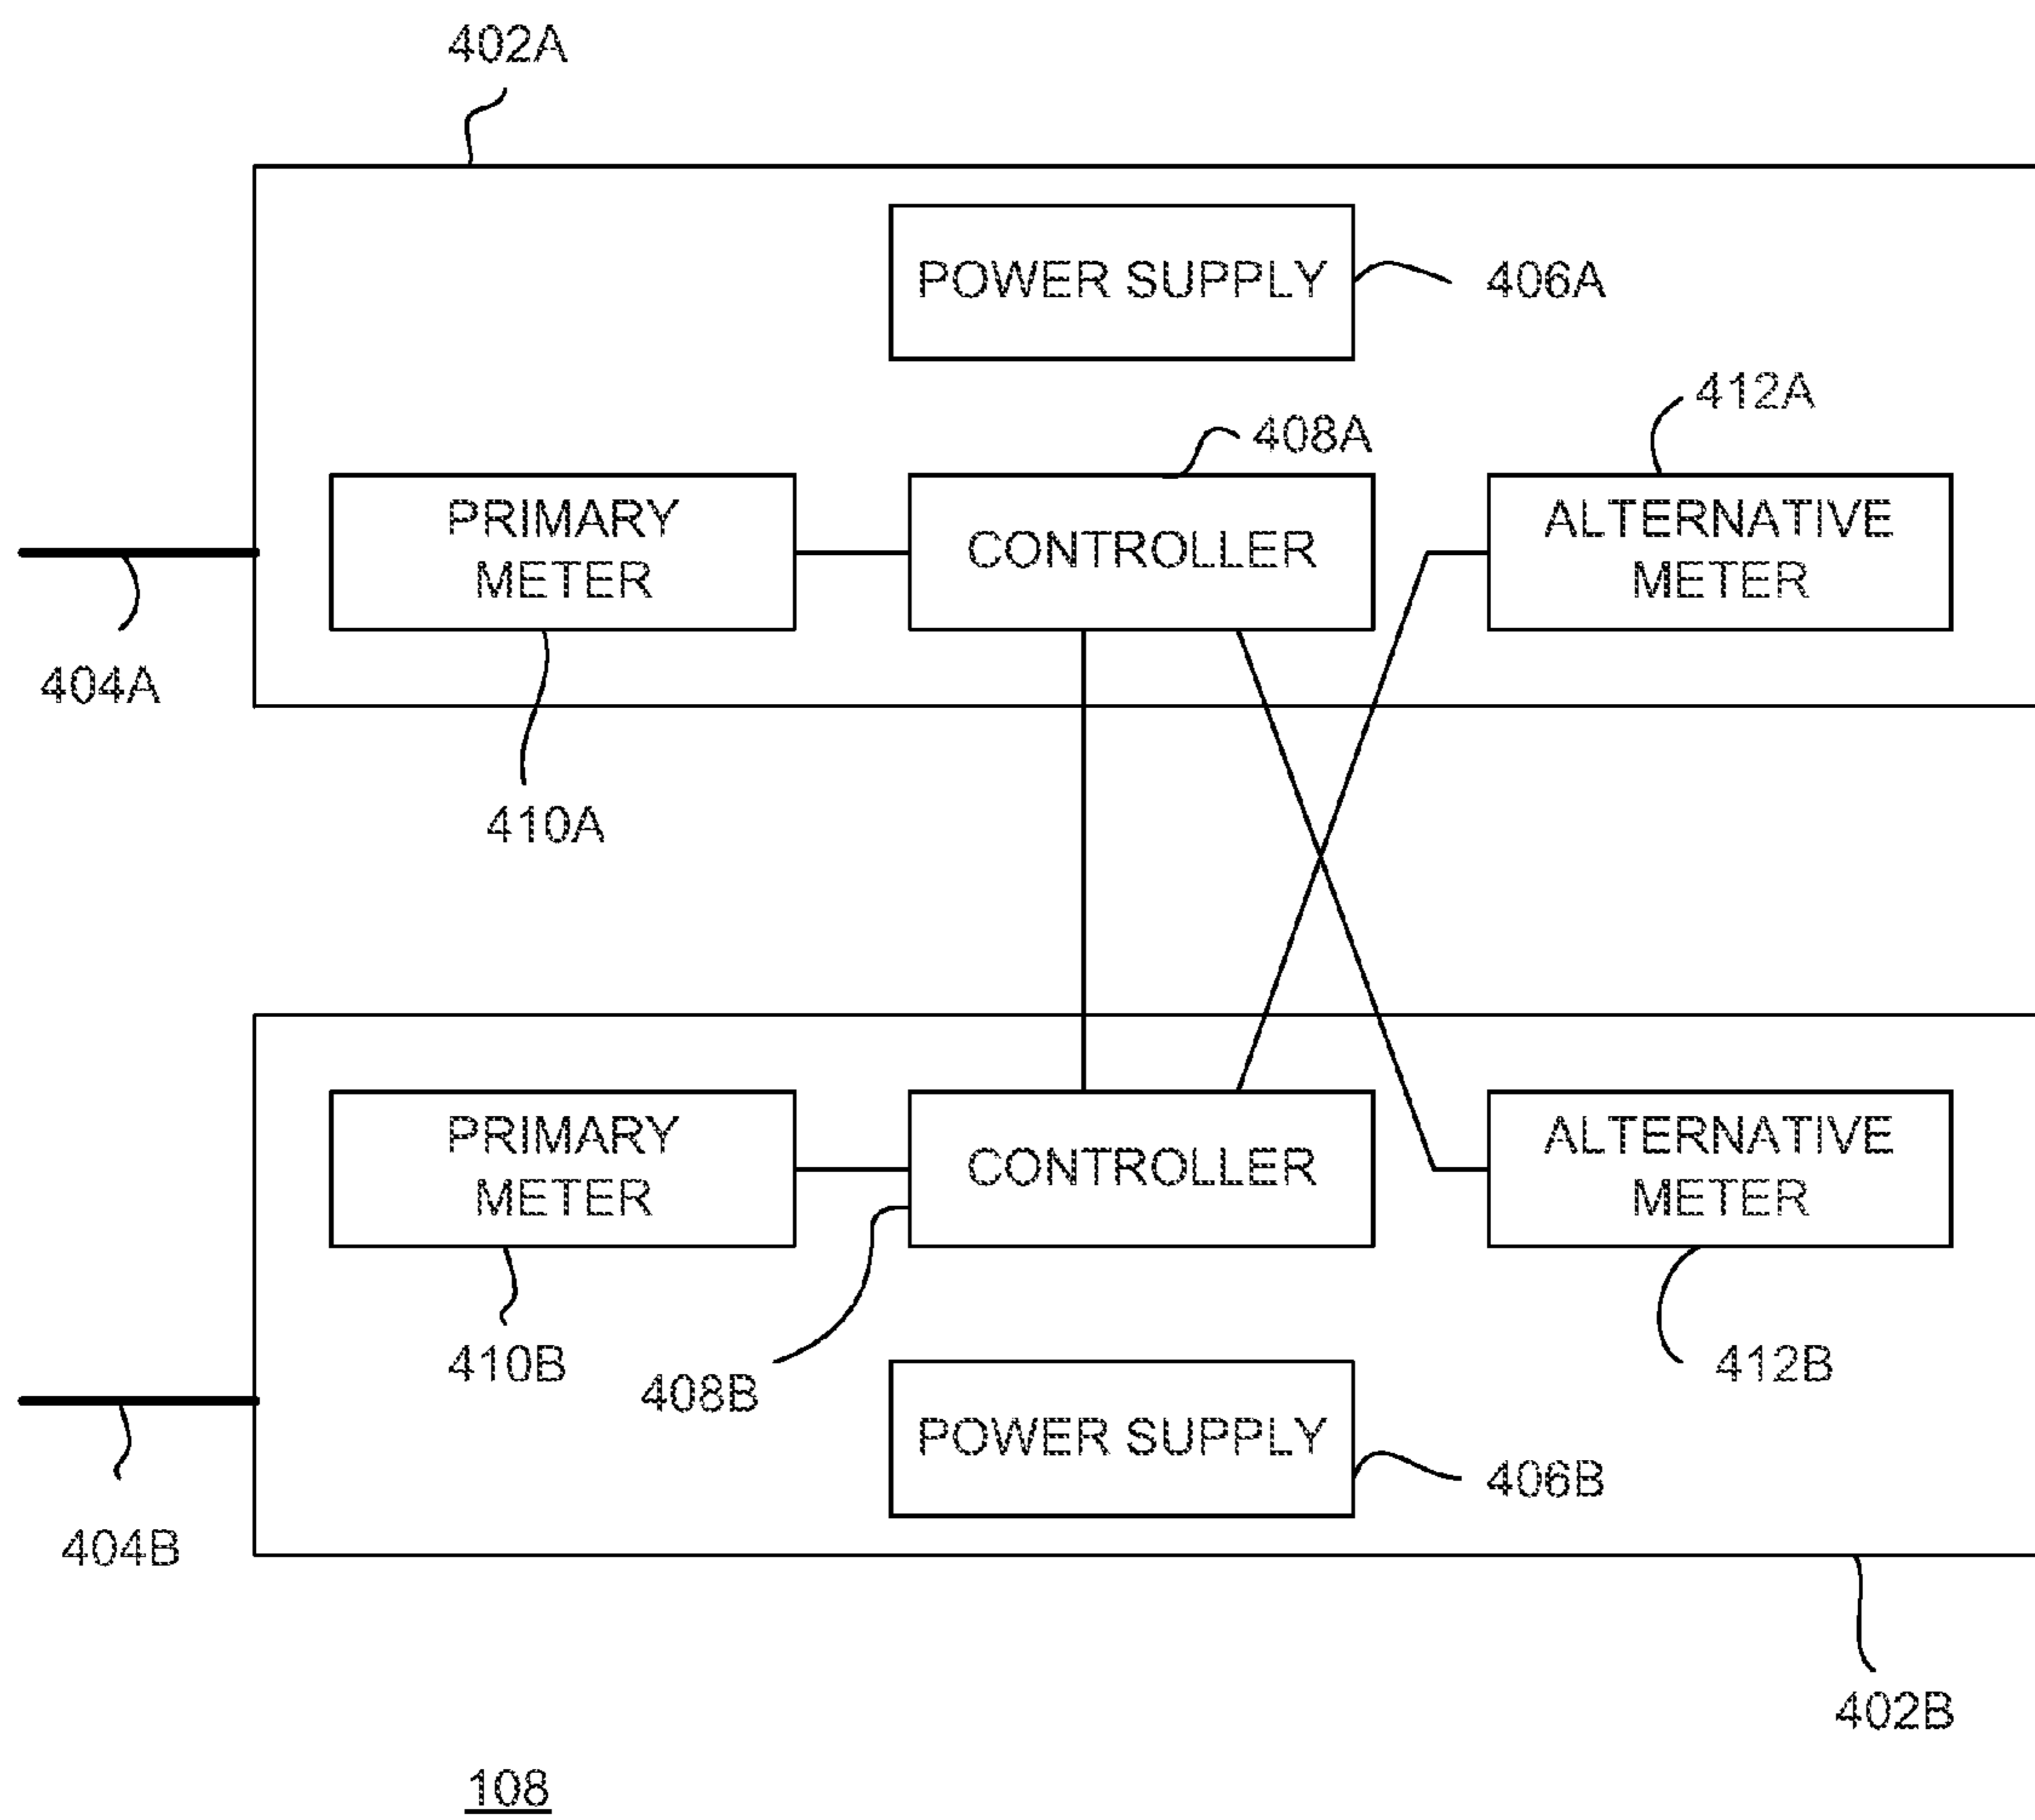 402A
POWER SUPPLY
406A
412A
408A
PRIMARY
METER
CONTROLLER
ALTERNATIVE
METER
404A
410A
PRIMARY
METER
CONTROLLER
ALTERNATIVE
METER
410B
408B
412B
POWER SUPPLY
406B
404B
402B
108